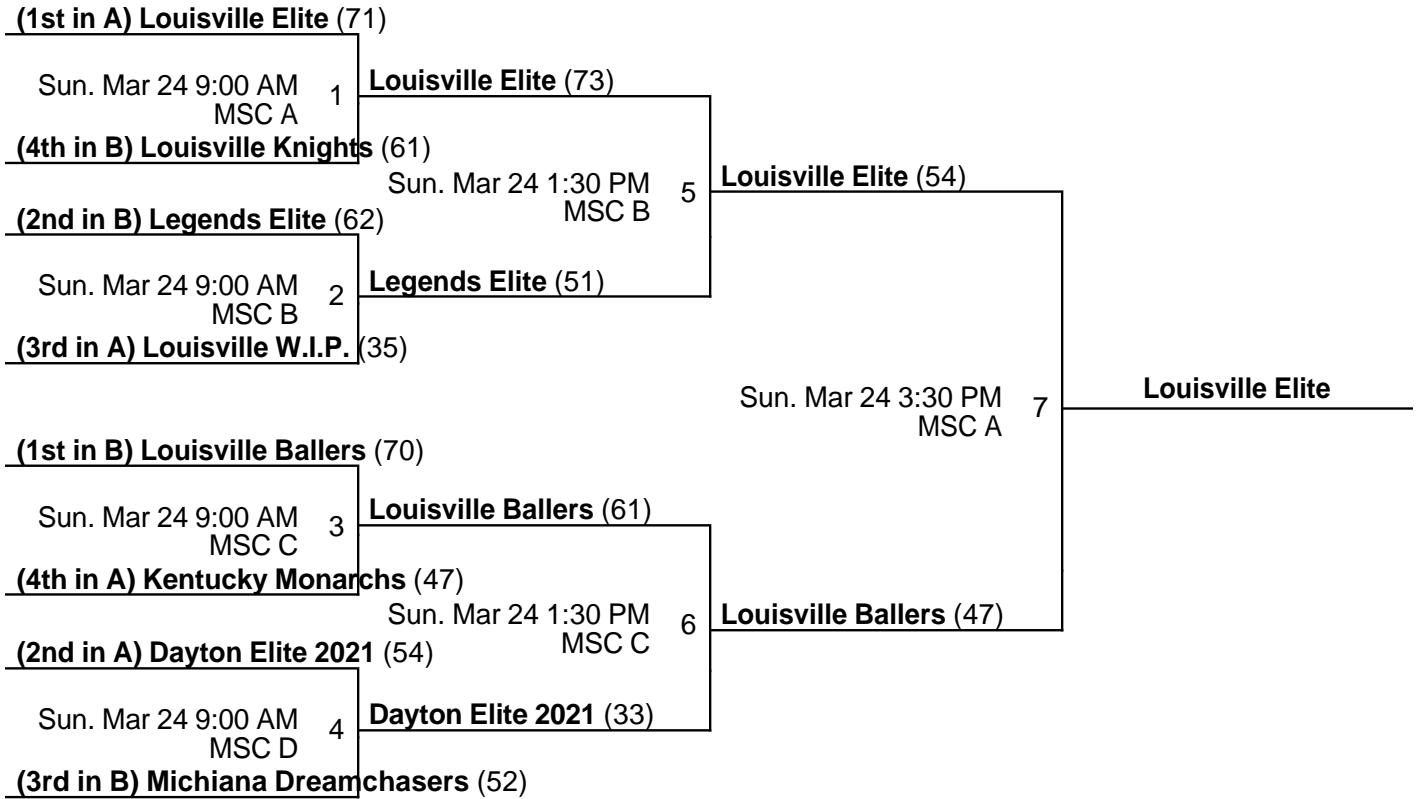 (1st in A) Louisville Elite (71)
Sun. Mar 24 9:00 AM
MSC A
1
(4th in B) Louisville Knights (61)
Louisville Elite (73)
(2nd in B) Legends Elite (62)
Sun. Mar 24 9:00 AM
MSC B
2
(3rd in A) Louisville W.I.P. (35)
Legends Elite (51)
Sun. Mar 24 1:30 PM
MSC B
5
Louisville Elite (54)
(1st in B) Louisville Ballers (70)
Sun. Mar 24 9:00 AM
MSC C
3
(4th in A) Kentucky Monarchs (47)
Louisville Ballers (61)
(2nd in A) Dayton Elite 2021 (54)
Sun. Mar 24 9:00 AM
MSC D
4
(3rd in B) Michiana Dreamchasers (52)
Dayton Elite 2021 (33)
Sun. Mar 24 1:30 PM
MSC C
6
Louisville Ballers (47)
Sun. Mar 24 3:30 PM
MSC A
7
Louisville Elite